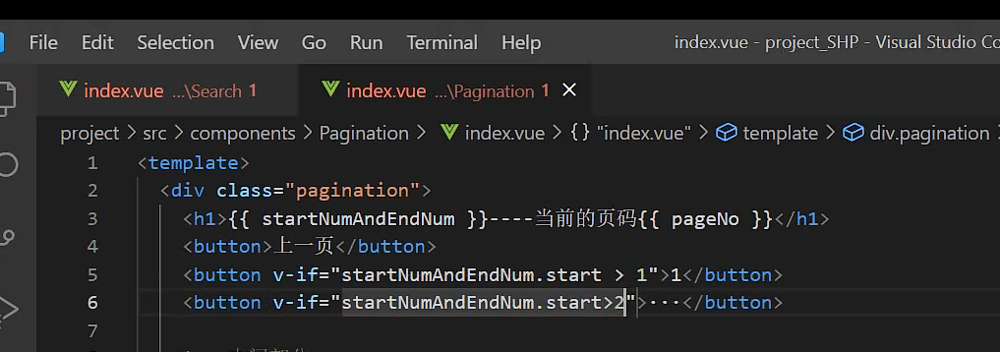 File Edit Selection View Go Run Terminal Help index.vue - project_SHP - Visual Studio Co
index.vue ...\Search 1 index.vue ...\Pagination 1
project > src > components > Pagination > index.vue > {} "index.vue" > template > div.pagination
1 <template>
2 <div class="pagination">
3 <h1>{{ startNumAndEndNum }}----当前的页码{{ pageNo }}</h1>
4 <button>上一页</button>
5 <button v-if="startNumAndEndNum.start > 1">1</button>
6 <button v-if="startNumAndEndNum.start>2">···</button>
7